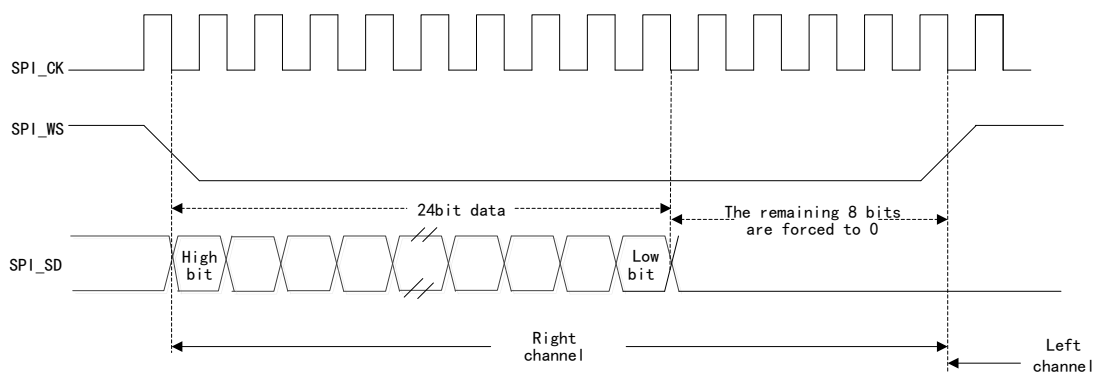 SPI_CK
SPI_WS
24bit data
The remaining 8 bits
are forced to 0
SPI_SD
High
bit
Low
bit
Right
channel
Left
channel